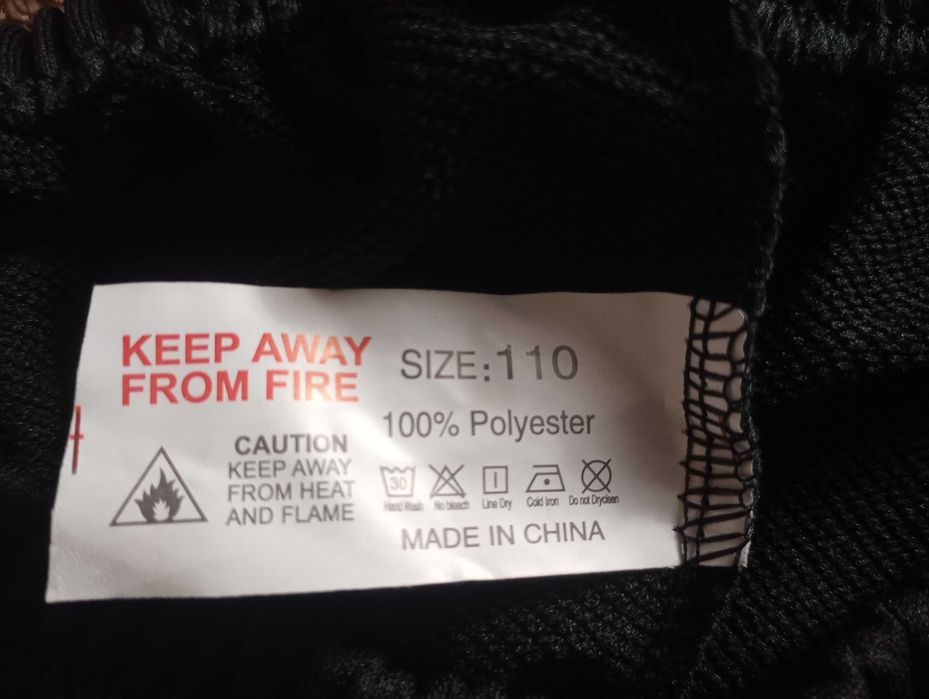 KEEP AWAY
FROM FIRE
SIZE:110
100% Polyester
CAUTION
KEEP AWAY
FROM HEAT
AND FLAME
30
Hand Wash No bleach Line Dry Cold Iron Do not Dryclean
MADE IN CHINA